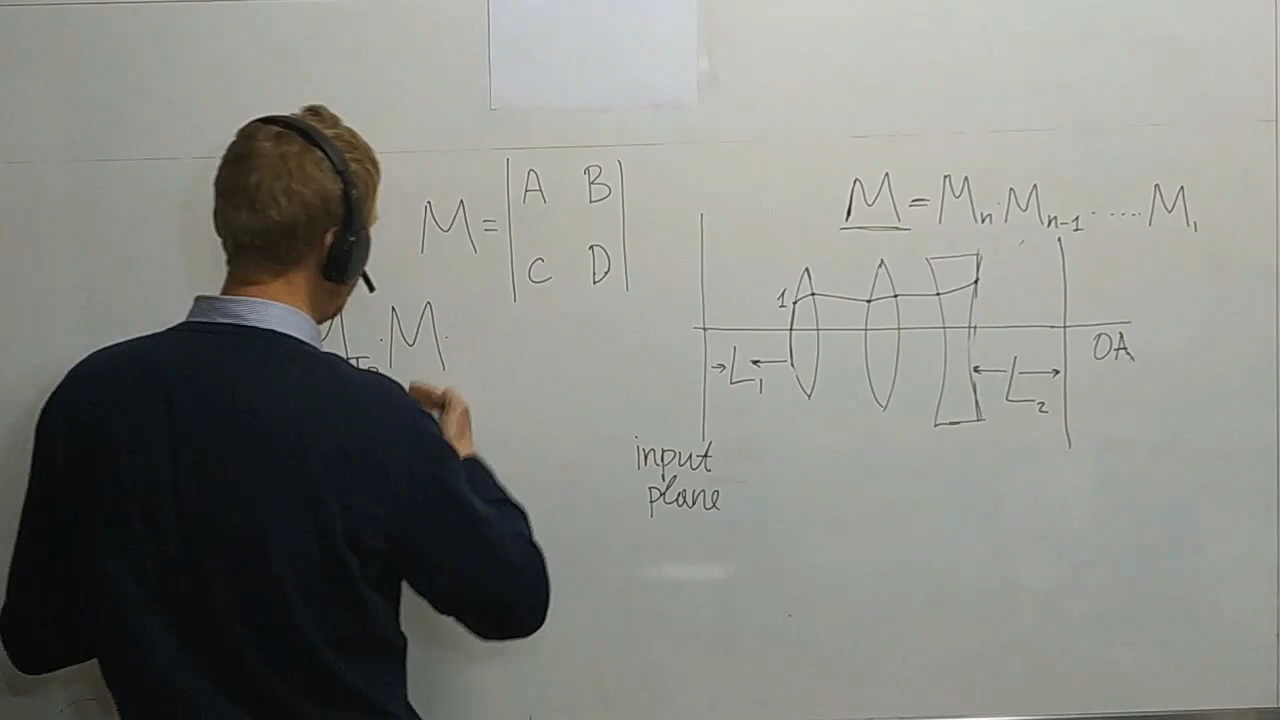 M = | A B |
| C D |
M = Mn · Mn-1 · ..... M1
· M ·
1
L1
L2
OA
input
plane